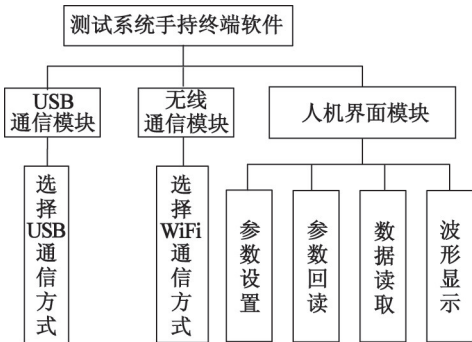 测试系统手持终端软件
USB
通信模块
无线
通信模块
人机界面模块
选择USB通信方式
选择WiFi通信方式
参数设置
参数回读
数据读取
波形显示